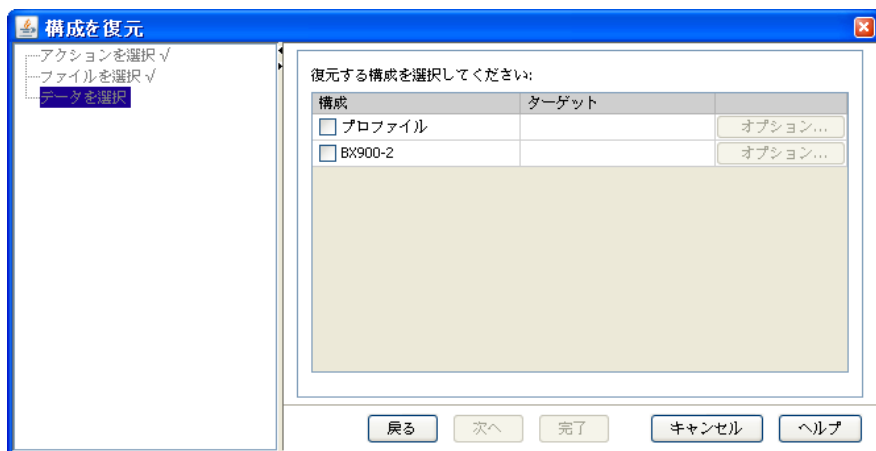 構成を復元
アクションを選択 √
ファイルを選択 √
データを選択
復元する構成を選択してください:
構成 ターゲット
プロファイル オプション...
BX900-2 オプション...
戻る 次へ 完了 キャンセル ヘルプ